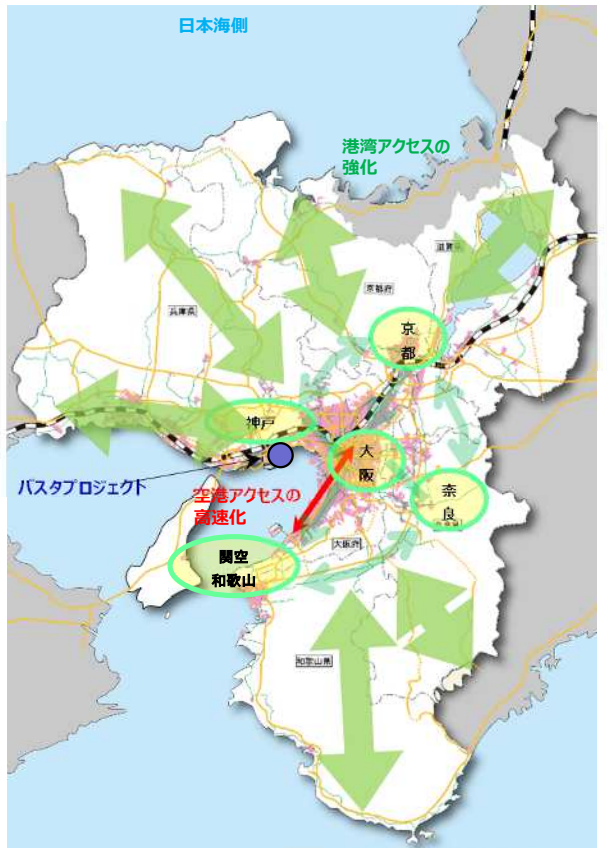 日本海側
港湾アクセスの
強化
滋賀県
京都府
兵庫県
京
都
神戸
大
阪
バスタプロジェクト
空港アクセスの
高速化
奈
良
大阪府
関空
和歌山
和歌山県